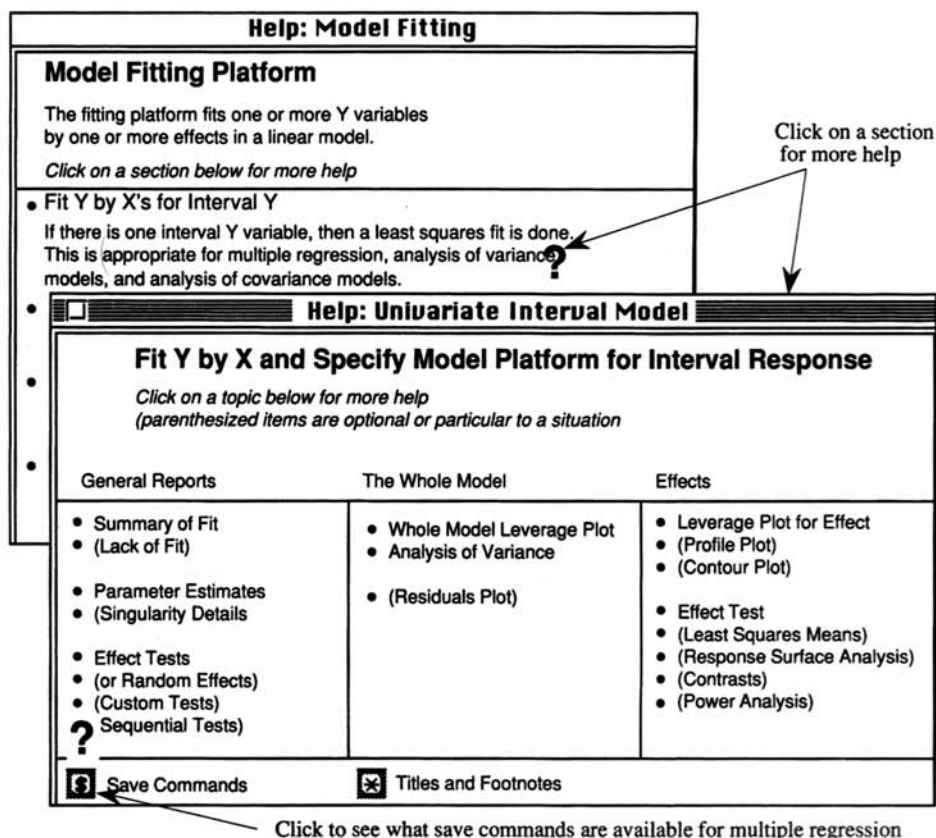 Help: Model Fitting
Model Fitting Platform
The fitting platform fits one or more Y variables
by one or more effects in a linear model.
Click on a section below for more help
Click on a section
for more help
• Fit Y by X's for Interval Y
If there is one interval Y variable, then a least squares fit is done.
This is appropriate for multiple regression, analysis of variance
?
models, and analysis of covariance models.
•
•
•
Help: Univariate Interval Model
Fit Y by X and Specify Model Platform for Interval Response
Click on a topic below for more help
(parenthesized items are optional or particular to a situation
General Reports
• Summary of Fit
• (Lack of Fit)
• Parameter Estimates
• (Singularity Details
• Effect Tests
• (or Random Effects)
• (Custom Tests)
? Sequential Tests)
The Whole Model
• Whole Model Leverage Plot
• Analysis of Variance
• (Residuals Plot)
Effects
• Leverage Plot for Effect
• (Profile Plot)
• (Contour Plot)
• Effect Test
• (Least Squares Means)
• (Response Surface Analysis)
• (Contrasts)
• (Power Analysis)
$ Save Commands
* Titles and Footnotes
Click to see what save commands are available for multiple regression